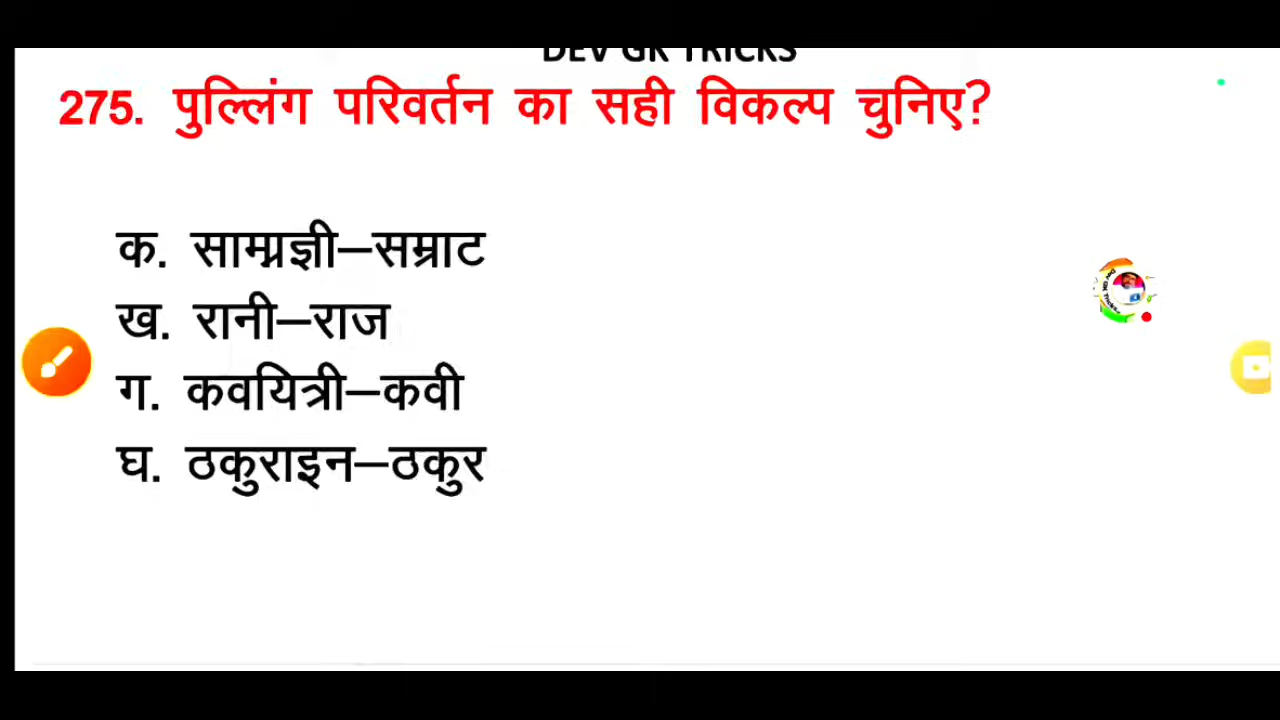 DEV GK TRICKS
275. पुल्लिंग परिवर्तन का सही विकल्प चुनिए?
क. साम्राज्ञी–सम्राट
ख. रानी–राज
ग. कवयित्री–कवी
घ. ठकुराइन–ठकुर